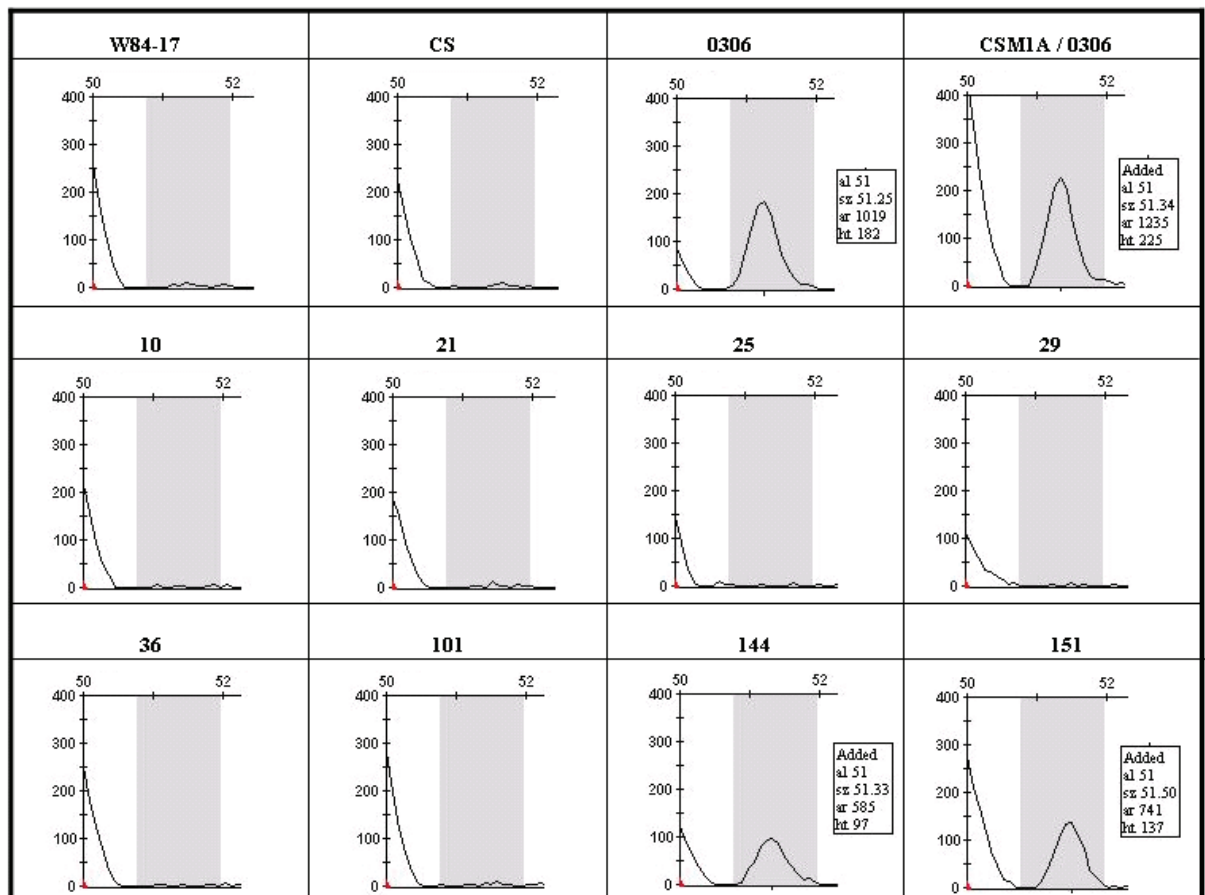 W84-17 CS 0306 CSM1A / 0306
50 52 50 52 50 52 50 52
400 400 400 400
300 300 300 300
200 200 200 200
100 100 100 100
0 0 0 0
al 51
sz 51.25
ar 1019
ht 182
Added
al 51
sz 51.34
ar 1235
ht 225
10 21 25 29
50 52 50 52 50 52 50 52
400 400 400 400
300 300 300 300
200 200 200 200
100 100 100 100
0 0 0 0
36 101 144 151
50 52 50 52 50 52 50 52
400 400 400 400
300 300 300 300
200 200 200 200
100 100 100 100
0 0 0 0
Added
al 51
sz 51.33
ar 585
ht 97
Added
al 51
sz 51.50
ar 741
ht 137